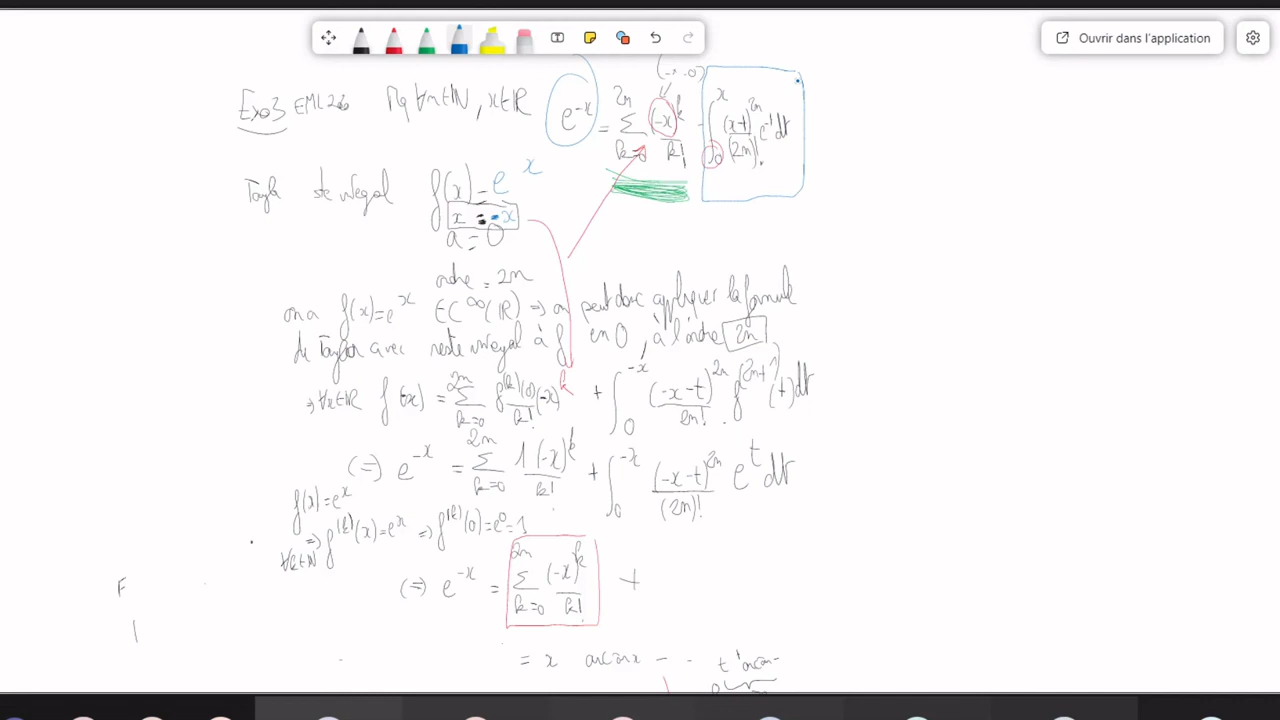 Ouvrir dans l'application
Exo3 EML Mq ∀n∈ℕ, x∈ℝ e^{-x} = Σ_{k=0}^{2n} (-x)^k/k! - ∫_0^x (x-t)^{2n}/(2n)! e^{-t} dt
Taylor reste integral f(x) = e^x
x = -x
a = 0
ordre = 2n
on a f(x)=e^x ∈ C^∞(ℝ) ⇒ on peut donc appliquer la formule
de Taylor avec reste integral à f en 0, à l'ordre 2n
⇒ ∀x∈ℝ f(-x) = Σ_{k=0}^{2n} f^{(k)}(0)/k! (-x)^k + ∫_0^{-x} (-x-t)^{2n}/2n! f^{(2n+1)}(t)dt
(=) e^{-x} = Σ_{k=0}^{2n} 1(-x)^k/k! + ∫_0^{-x} (-x-t)^{2n}/(2n)! e^t dt
f(x)=e^x
⇒ ∀k∈ℕ f^{(k)}(x)=e^x ⇒ f^{(k)}(0)=e^0=1
(=) e^{-x} = Σ_{k=0}^{2n} (-x)^k/k! +
F
= x